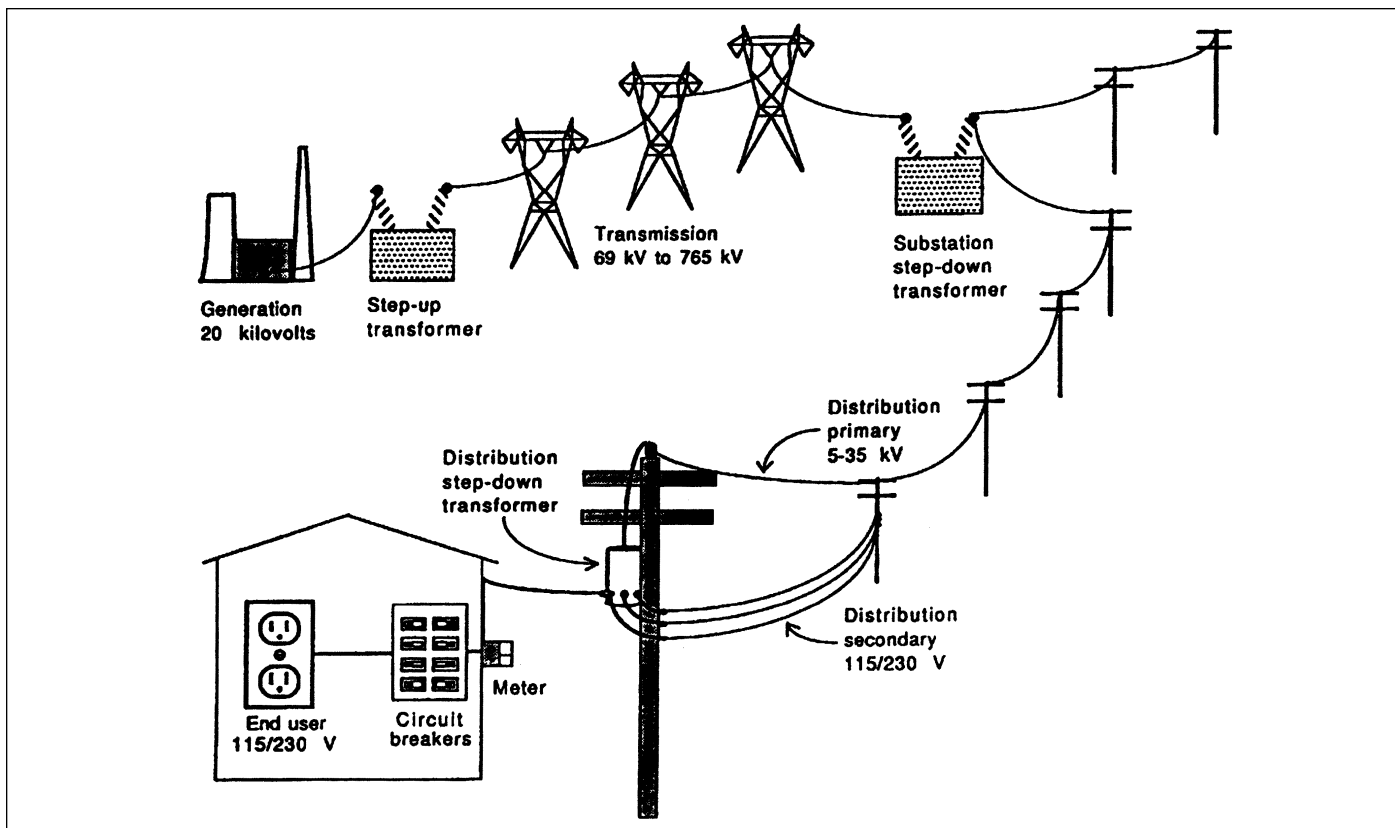 Generation
20 kilovolts
Step-up
transformer
Transmission
69 kV to 765 kV
Substation
step-down
transformer
Distribution
primary
5-35 kV
Distribution
step-down
transformer
Distribution
secondary
115/230 V
Meter
End user
115/230 V
Circuit
breakers